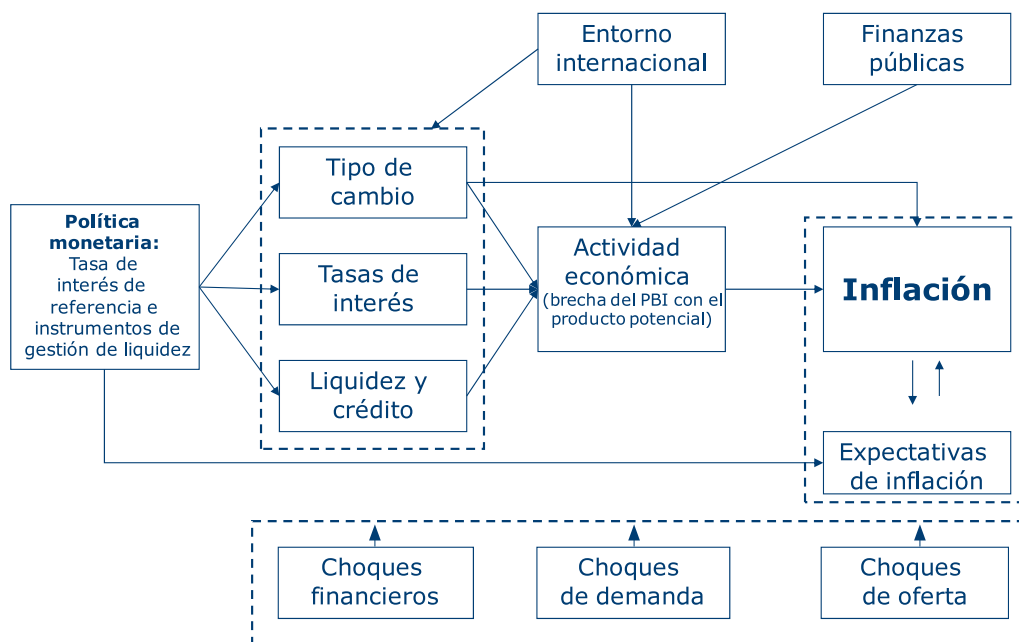 Entorno
internacional
Finanzas
públicas
Tipo de
cambio
Política
monetaria:
Tasa de
interés de
referencia e
instrumentos de
gestión de liquidez
Tasas de
interés
Actividad
económica
(brecha del PBI con el
producto potencial)
Inflación
Liquidez y
crédito
Expectativas
de inflación
Choques
financieros
Choques
de demanda
Choques
de oferta